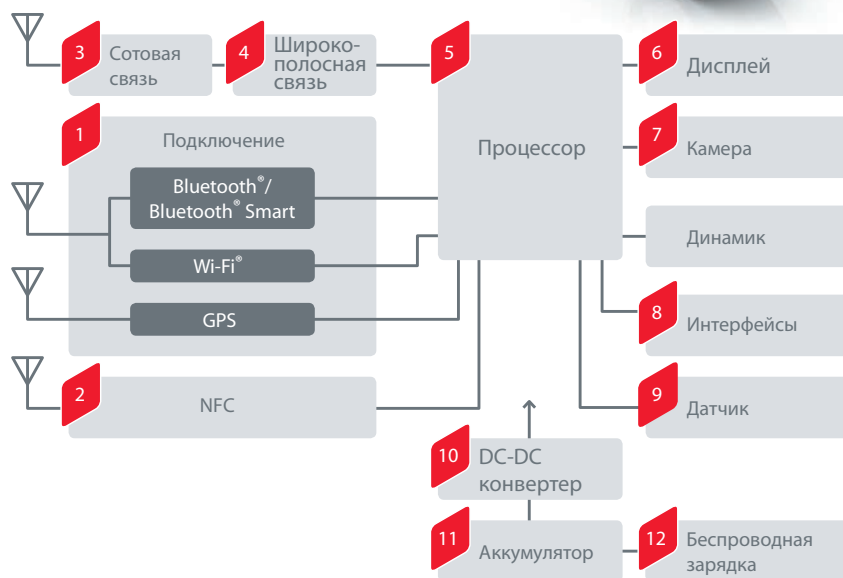 3
Сотовая
связь
4
Широко-
полосная
связь
5
Процессор
6
Дисплей
1
Подключение
7
Камера
Bluetooth®/
Bluetooth® Smart
Динамик
Wi-Fi®
GPS
8
Интерфейсы
2
NFC
9
Датчик
10
DC-DC
конвертер
11
Аккумулятор
12
Беспроводная
зарядка